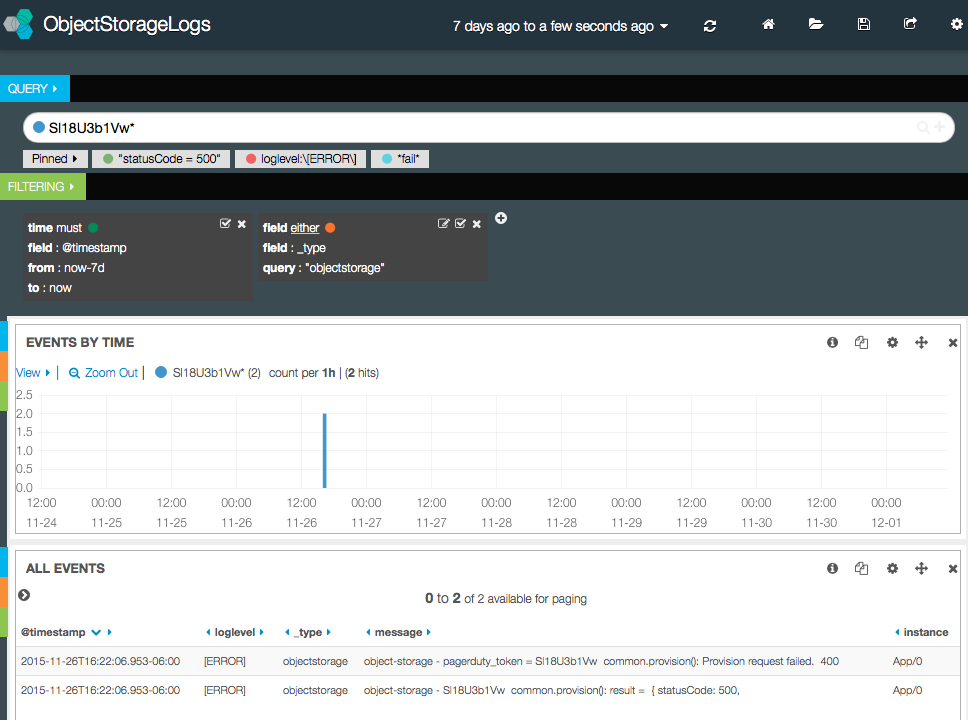 ObjectStorageLogs
7 days ago to a few seconds ago
QUERY
Sl18U3b1Vw*
Pinned "statusCode = 500" loglevel:\[ERROR\] *fail*
FILTERING
time must
field : @timestamp
from : now-7d
to : now
field either
field : _type
query : "objectstorage"
EVENTS BY TIME
View | Zoom Out | Sl18U3b1Vw* (2) count per 1h | (2 hits)
2.5
2.0
1.5
1.0
0.5
0.0
12:00 00:00 12:00 00:00 12:00 00:00 12:00 00:00 12:00 00:00 12:00 00:00 12:00 00:00
11-24 11-25 11-25 11-26 11-26 11-27 11-27 11-28 11-28 11-29 11-29 11-30 11-30 12-01
ALL EVENTS
0 to 2 of 2 available for paging
@timestamp loglevel _type message instance
2015-11-26T16:22:06.953-06:00 [ERROR] objectstorage object-storage - pagerduty_token = Sl18U3b1Vw common.provision(): Provision request failed. 400 App/0
2015-11-26T16:22:06.953-06:00 [ERROR] objectstorage object-storage - Sl18U3b1Vw common.provision(): result = { statusCode: 500, App/0